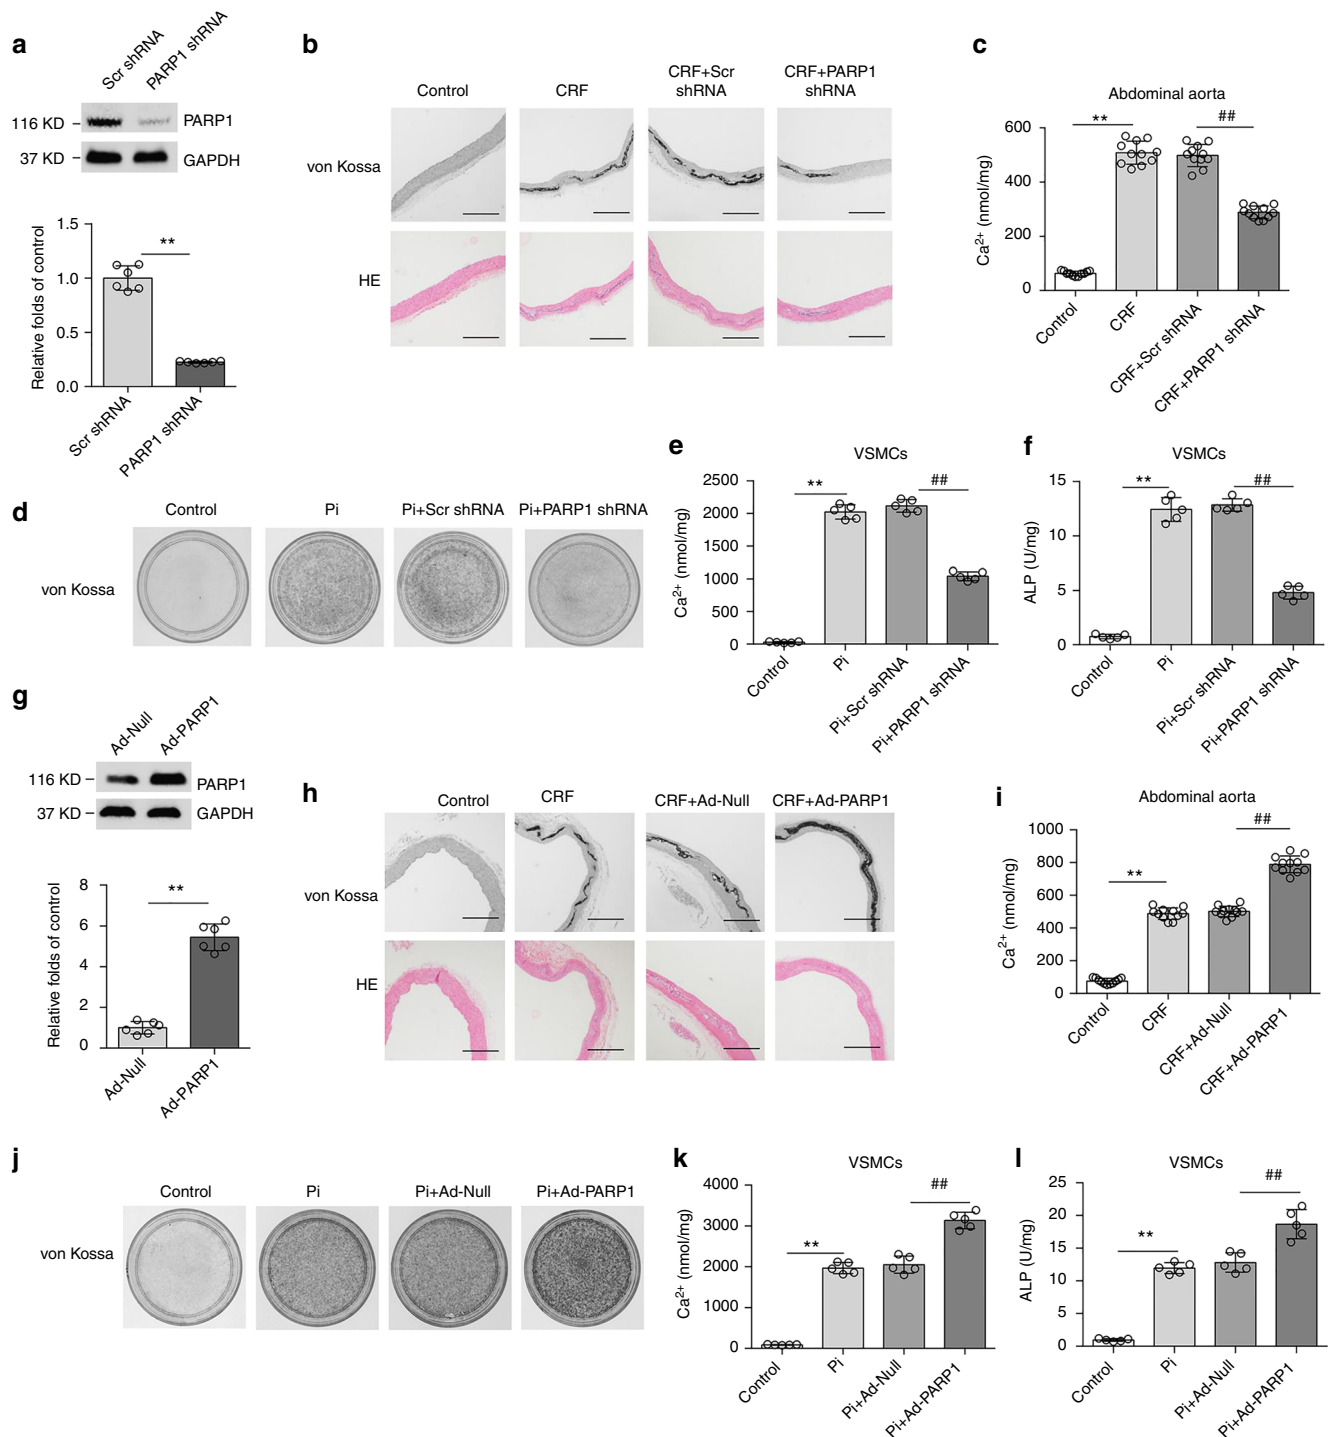 a
Scr shRNA
PARP1 shRNA
116 KD
PARP1
37 KD
GAPDH
Relative folds of control
1.5
1.0
0.5
0.0
**
Scr shRNA
PARP1 shRNA
b
Control
CRF
CRF+Scr
shRNA
CRF+PARP1
shRNA
von Kossa
HE
c
Abdominal aorta
Ca2+ (nmol/mg)
600
400
200
0
**
##
Control
CRF
CRF+Scr shRNA
CRF+PARP1 shRNA
d
Control
Pi
Pi+Scr shRNA
Pi+PARP1 shRNA
von Kossa
e
VSMCs
Ca2+ (nmol/mg)
2500
2000
1500
1000
500
0
**
##
Control
Pi
Pi+Scr shRNA
Pi+PARP1 shRNA
f
VSMCs
ALP (U/mg)
15
10
5
0
**
##
Control
Pi
Pi+Scr shRNA
Pi+PARP1 shRNA
g
Ad-Null
Ad-PARP1
116 KD
PARP1
37 KD
GAPDH
Relative folds of control
8
6
4
2
0
**
Ad-Null
Ad-PARP1
h
Control
CRF
CRF+Ad-Null
CRF+Ad-PARP1
von Kossa
HE
i
Abdominal aorta
Ca2+ (nmol/mg)
1000
800
600
400
200
0
**
##
Control
CRF
CRF+Ad-Null
CRF+Ad-PARP1
j
Control
Pi
Pi+Ad-Null
Pi+Ad-PARP1
von Kossa
k
VSMCs
Ca2+ (nmol/mg)
4000
3000
2000
1000
0
**
##
Control
Pi
Pi+Ad-Null
Pi+Ad-PARP1
l
VSMCs
ALP (U/mg)
25
20
15
10
5
0
**
##
Control
Pi
Pi+Ad-Null
Pi+Ad-PARP1